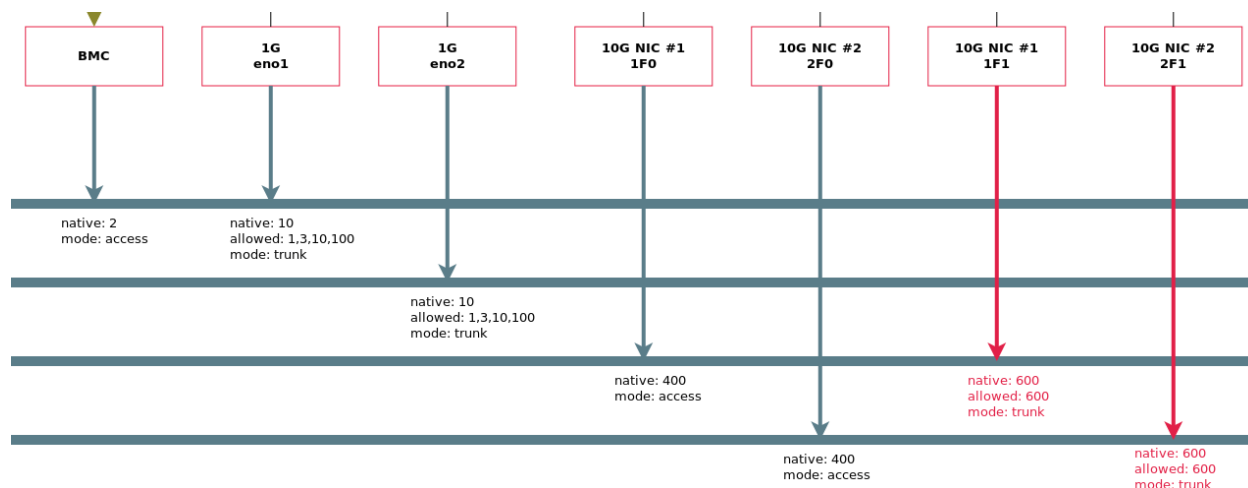 BMC
1G
eno1
1G
eno2
10G NIC #1
1F0
10G NIC #2
2F0
10G NIC #1
1F1
10G NIC #2
2F1
native: 2
mode: access
native: 10
allowed: 1,3,10,100
mode: trunk
native: 10
allowed: 1,3,10,100
mode: trunk
native: 400
mode: access
native: 600
allowed: 600
mode: trunk
native: 400
mode: access
native: 600
allowed: 600
mode: trunk